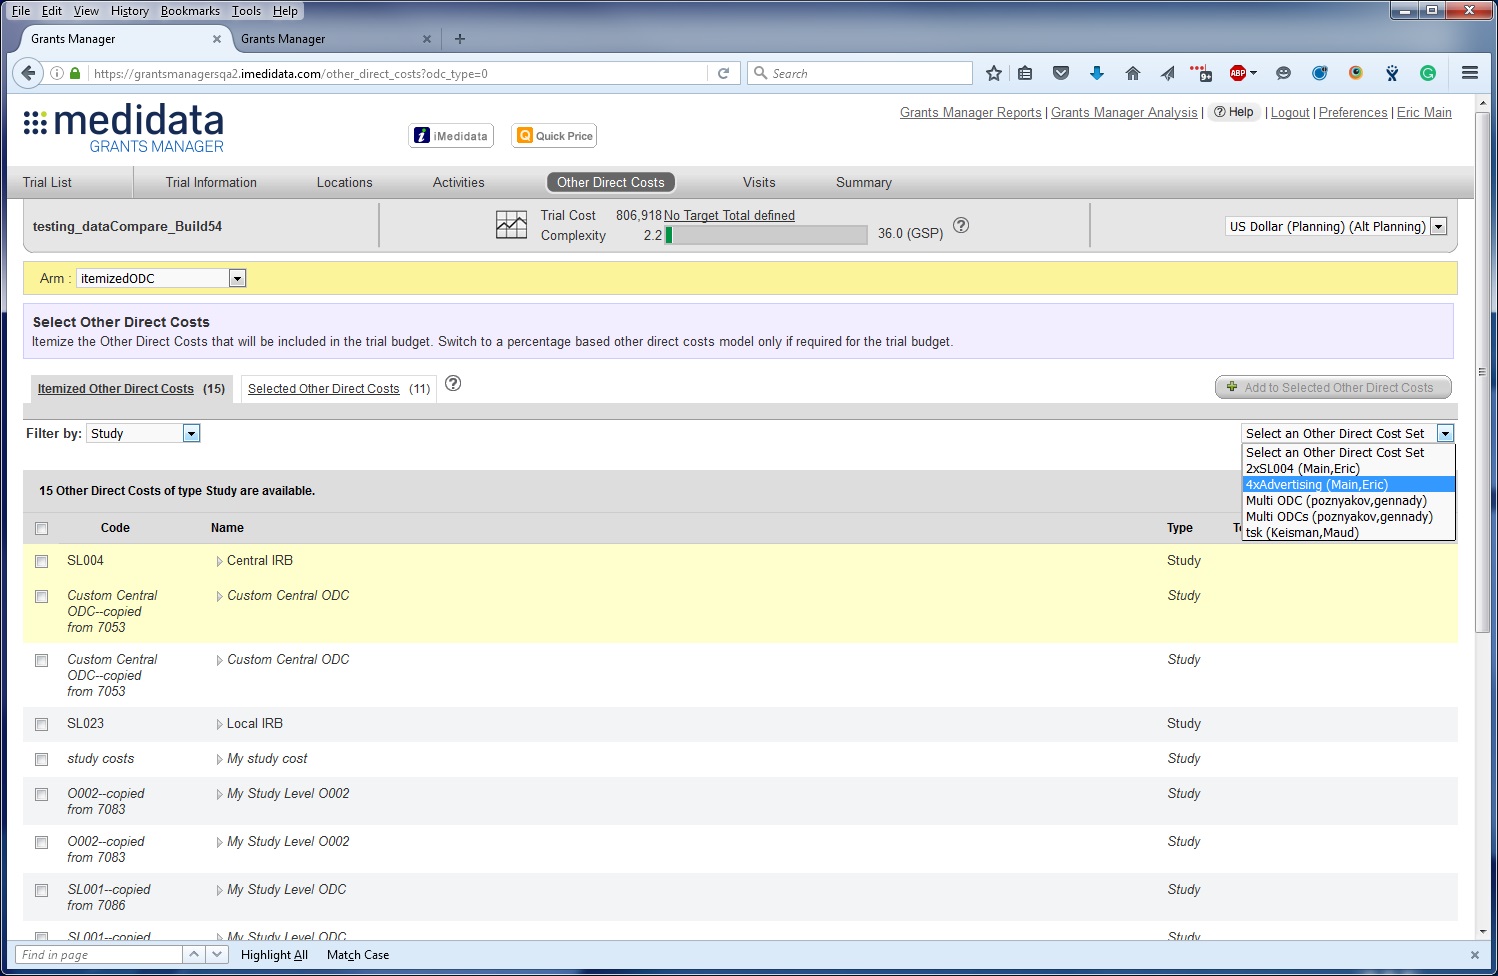 File Edit View History Bookmarks Tools Help
Grants Manager
Grants Manager
https://grantsmanagersqa2.imedidata.com/other_direct_costs?odc_type=0
Search
9+
ABP
medidata
GRANTS MANAGER
iMedidata
Quick Price
Grants Manager Reports | Grants Manager Analysis | Help | Logout | Preferences | Eric Main
Trial List Trial Information Locations Activities Other Direct Costs Visits Summary
testing_dataCompare_Build54
Trial Cost 806,918 No Target Total defined
Complexity 2.2 36.0 (GSP)
US Dollar (Planning) (Alt Planning)
Arm : itemizedODC
Select Other Direct Costs
Itemize the Other Direct Costs that will be included in the trial budget. Switch to a percentage based other direct costs model only if required for the trial budget.
Itemized Other Direct Costs (15) Selected Other Direct Costs (11)
Add to Selected Other Direct Costs
Filter by: Study
Select an Other Direct Cost Set
Select an Other Direct Cost Set
2xSL004 (Main,Eric)
4xAdvertising (Main,Eric)
Multi ODC (poznyakov,gennady)
Multi ODCs (poznyakov,gennady)
tsk (Keisman,Maud)
15 Other Direct Costs of type Study are available.
Code Name Type
SL004 Central IRB Study
Custom Central ODC--copied from 7053 Custom Central ODC Study
Custom Central ODC--copied from 7053 Custom Central ODC Study
SL023 Local IRB Study
study costs My study cost Study
O002--copied from 7083 My Study Level O002 Study
O002--copied from 7083 My Study Level O002 Study
SL001--copied from 7086 My Study Level ODC Study
SL001--copied My Study Level ODC Study
Find in page Highlight All Match Case